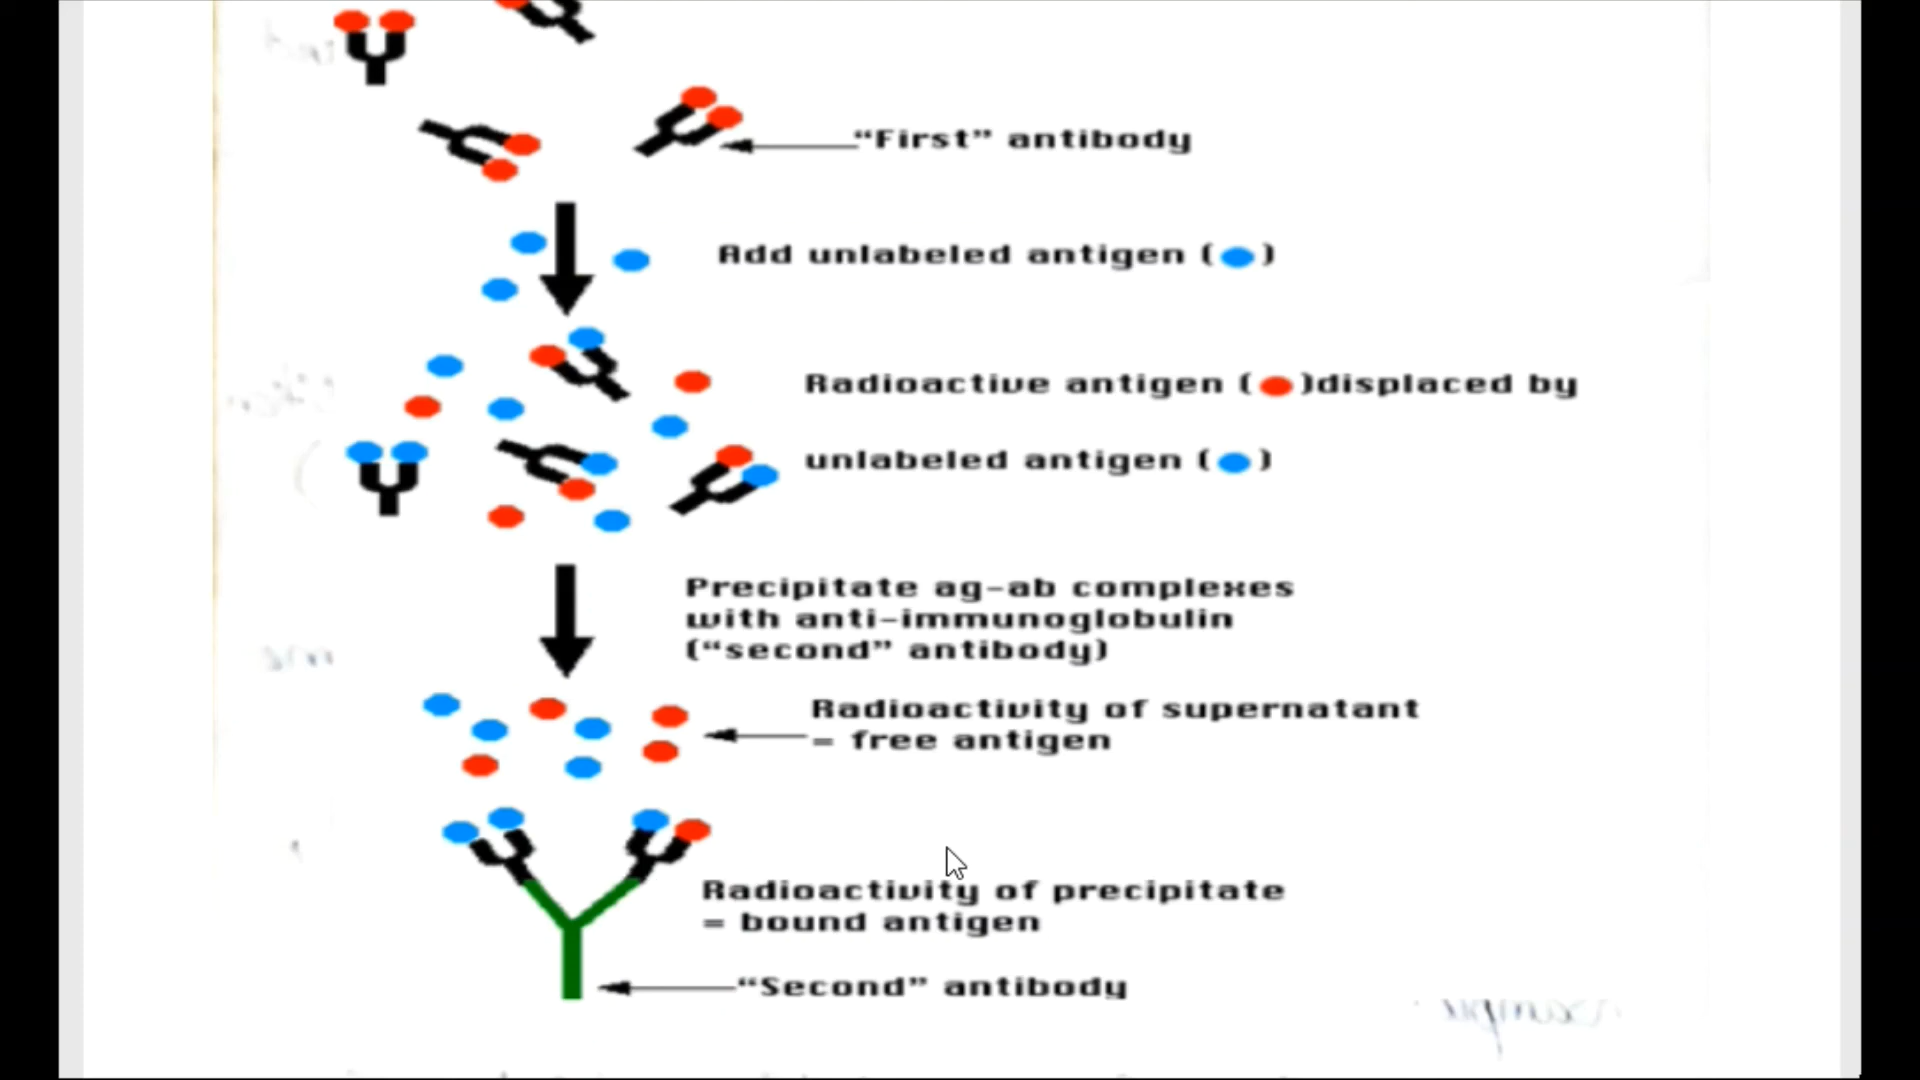 “First” antibody
Add unlabeled antigen ( )
Radioactive antigen ( )displaced by
unlabeled antigen ( )
Precipitate ag-ab complexes
with anti-immunoglobulin
(“second” antibody)
Radioactivity of supernatant
= free antigen
Radioactivity of precipitate
= bound antigen
“Second” antibody